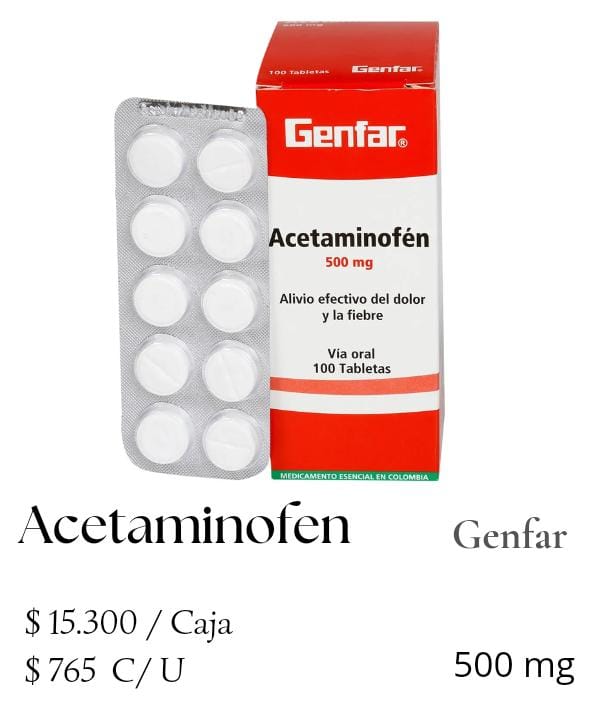 100 Tabletas Genfar
Genfar®
Acetaminofén
500 mg
Alivio efectivo del dolor
y la fiebre
Vía oral
100 Tabletas
MEDICAMENTO ESENCIAL EN COLOMBIA
Acetaminofen
Genfar
$ 15.300 / Caja
$ 765 C/ U
500 mg